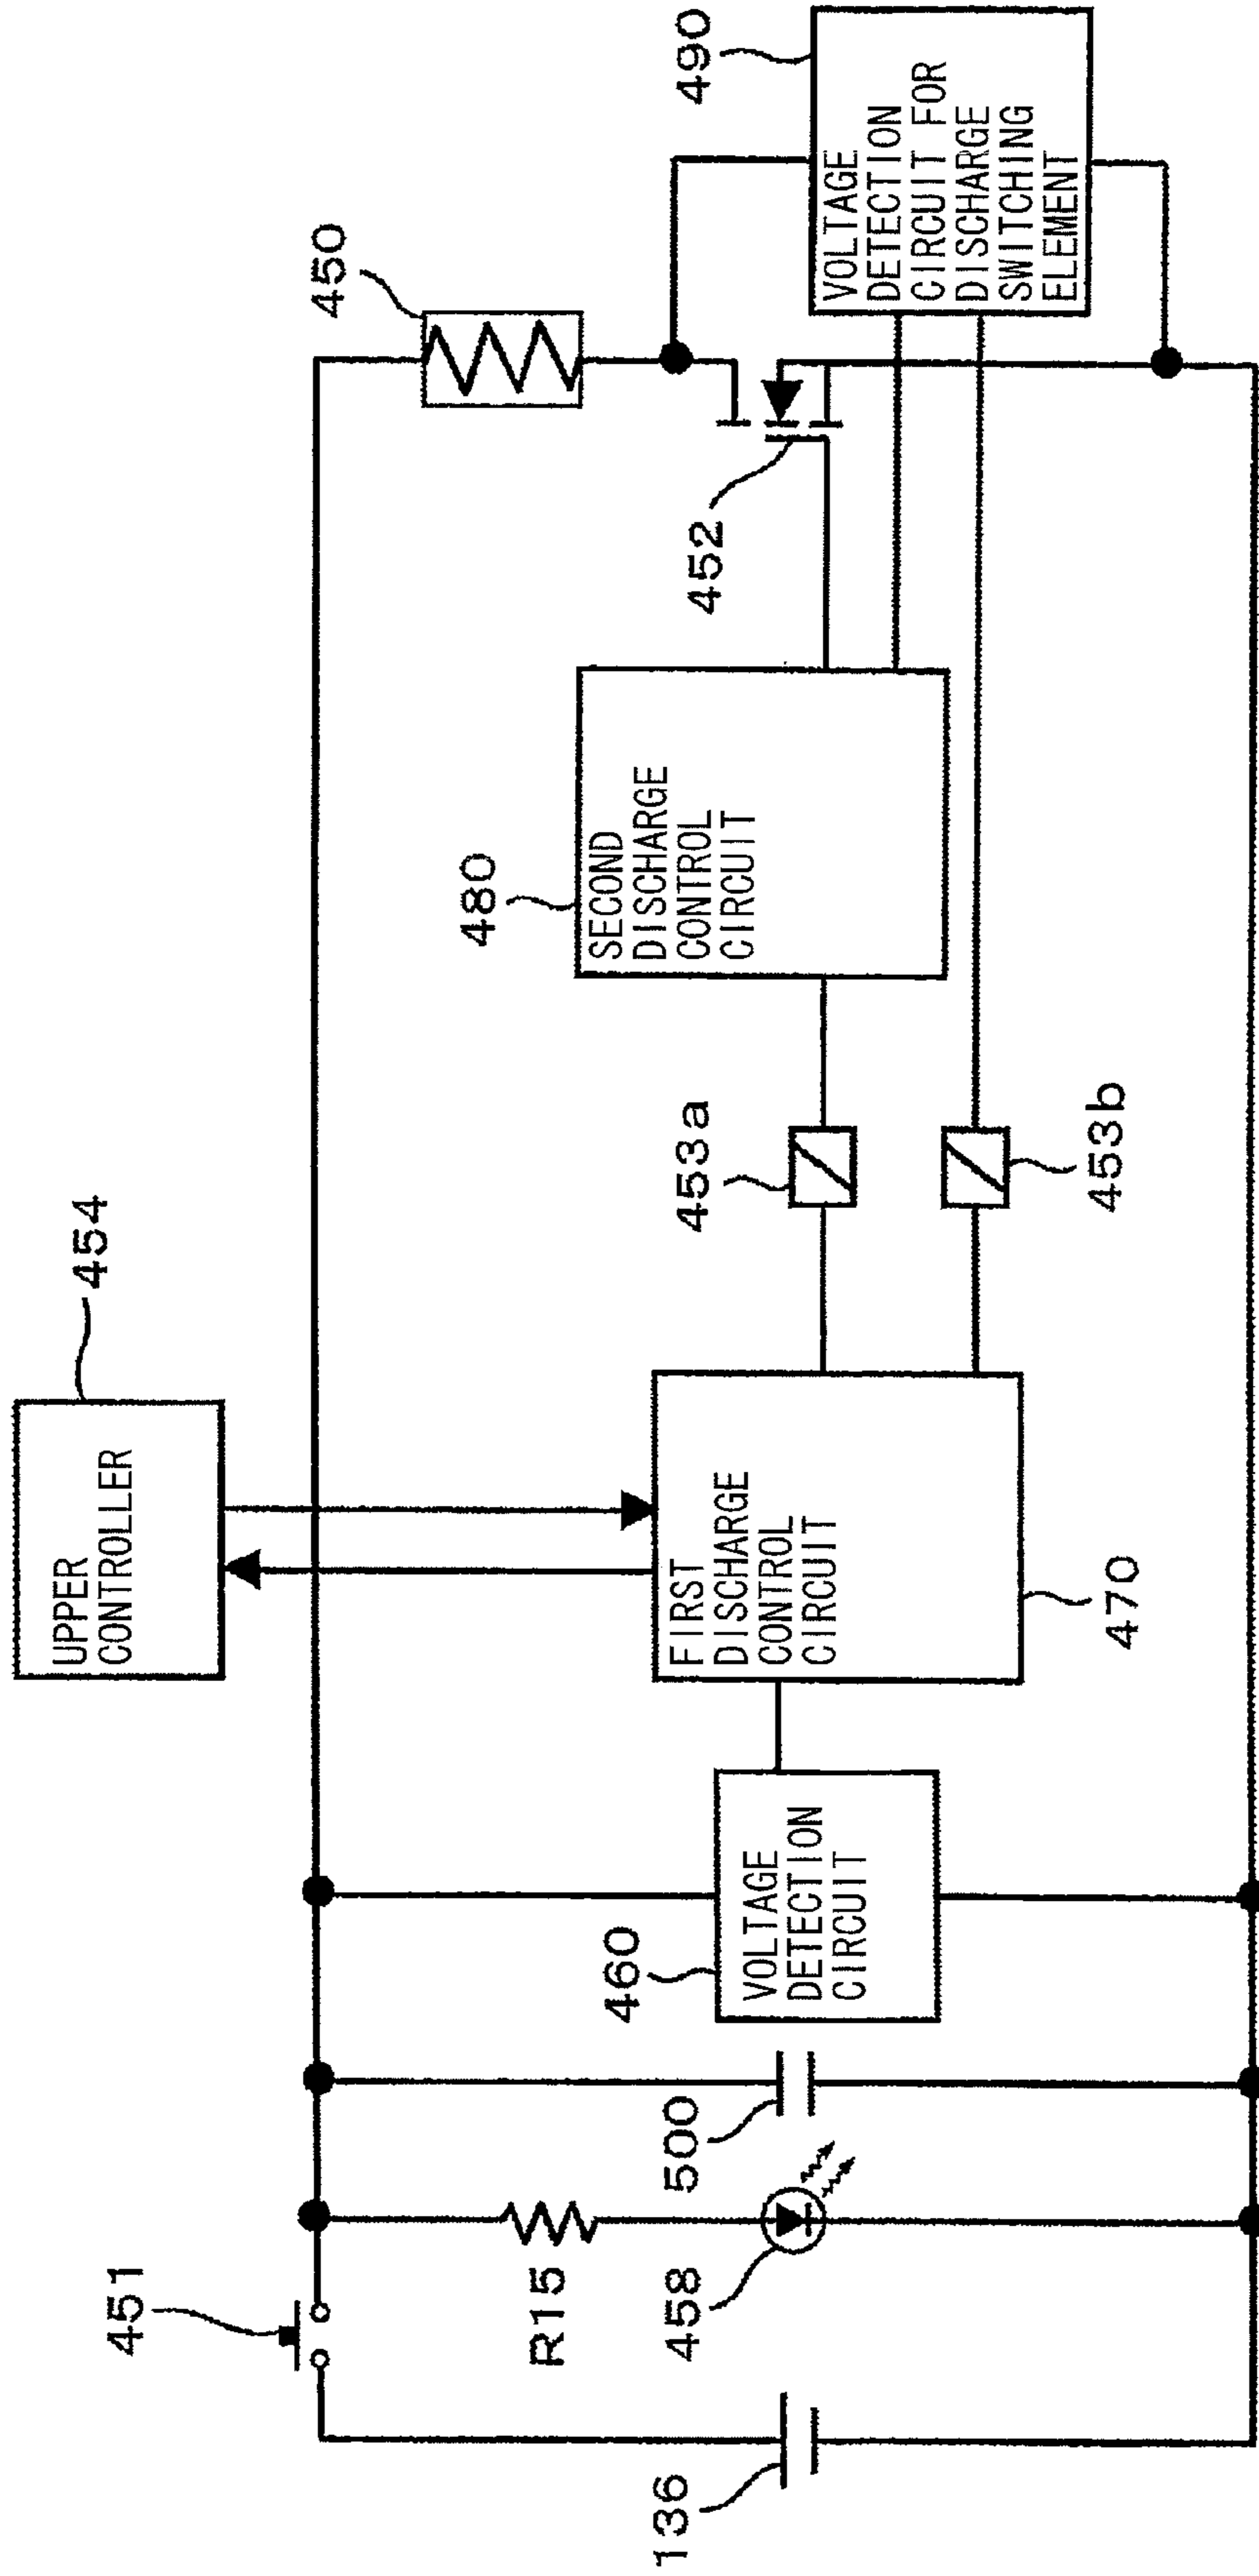 454
UPPER
CONTROLLER
451
450
R15
458
136
500
460
VOLTAGE
DETECTION
CIRCUIT
FIRST
DISCHARGE
CONTROL
CIRCUIT
470
453a
453b
480
SECOND
DISCHARGE
CONTROL
CIRCUIT
452
490
VOLTAGE
DETECTION
CIRCUIT FOR
DISCHARGE
SWITCHING
ELEMENT